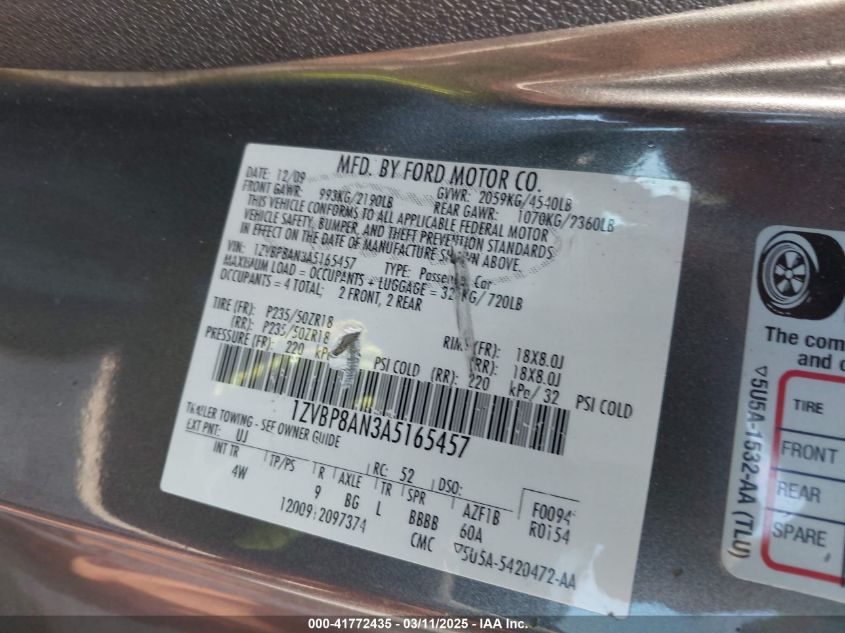 MFD. BY FORD MOTOR CO.
DATE: 12/09 GVWR: 2059KG/4540LB
FRONT GAWR: 993KG/2190LB REAR GAWR: 1070KG/2360LB
THIS VEHICLE CONFORMS TO ALL APPLICABLE FEDERAL MOTOR
VEHICLE SAFETY, BUMPER, AND THEFT PREVENTION STANDARDS
IN EFFECT ON THE DATE OF MANUFACTURE SHOWN ABOVE.
VIN: 1ZVBP8AN3A5165457 TYPE: Passenger Car
MAXIMUM LOAD = OCCUPANTS + LUGGAGE = KG/720LB
OCCUPANTS = 4 TOTAL; 2 FRONT, 2 REAR
TIRE (FR): P235/50ZR18 RIMS (FR): 18X8.0J
(RR): P235/50ZR18 (RR): 18X8.0J
PRESSURE (FR): 220 kPa PSI COLD (RR): 220 kPa/32 PSI COLD
1ZVBP8AN3A5165457
TRAILER TOWING - SEE OWNER GUIDE
EXT PNT: UJ RC: 52 DSO:
INT TR TP/PS R AXLE TR SPR AZF1B F0094
4W 9 BG L BBBB 60A R0154
1200912097374 CMC ▽5U5A-5420472-AA
The
and
▽5U5A-1532-AA (TLU)
TIRE
FRONT
REAR
SPARE
000-41772435 - 03/11/2025 - IAA Inc.